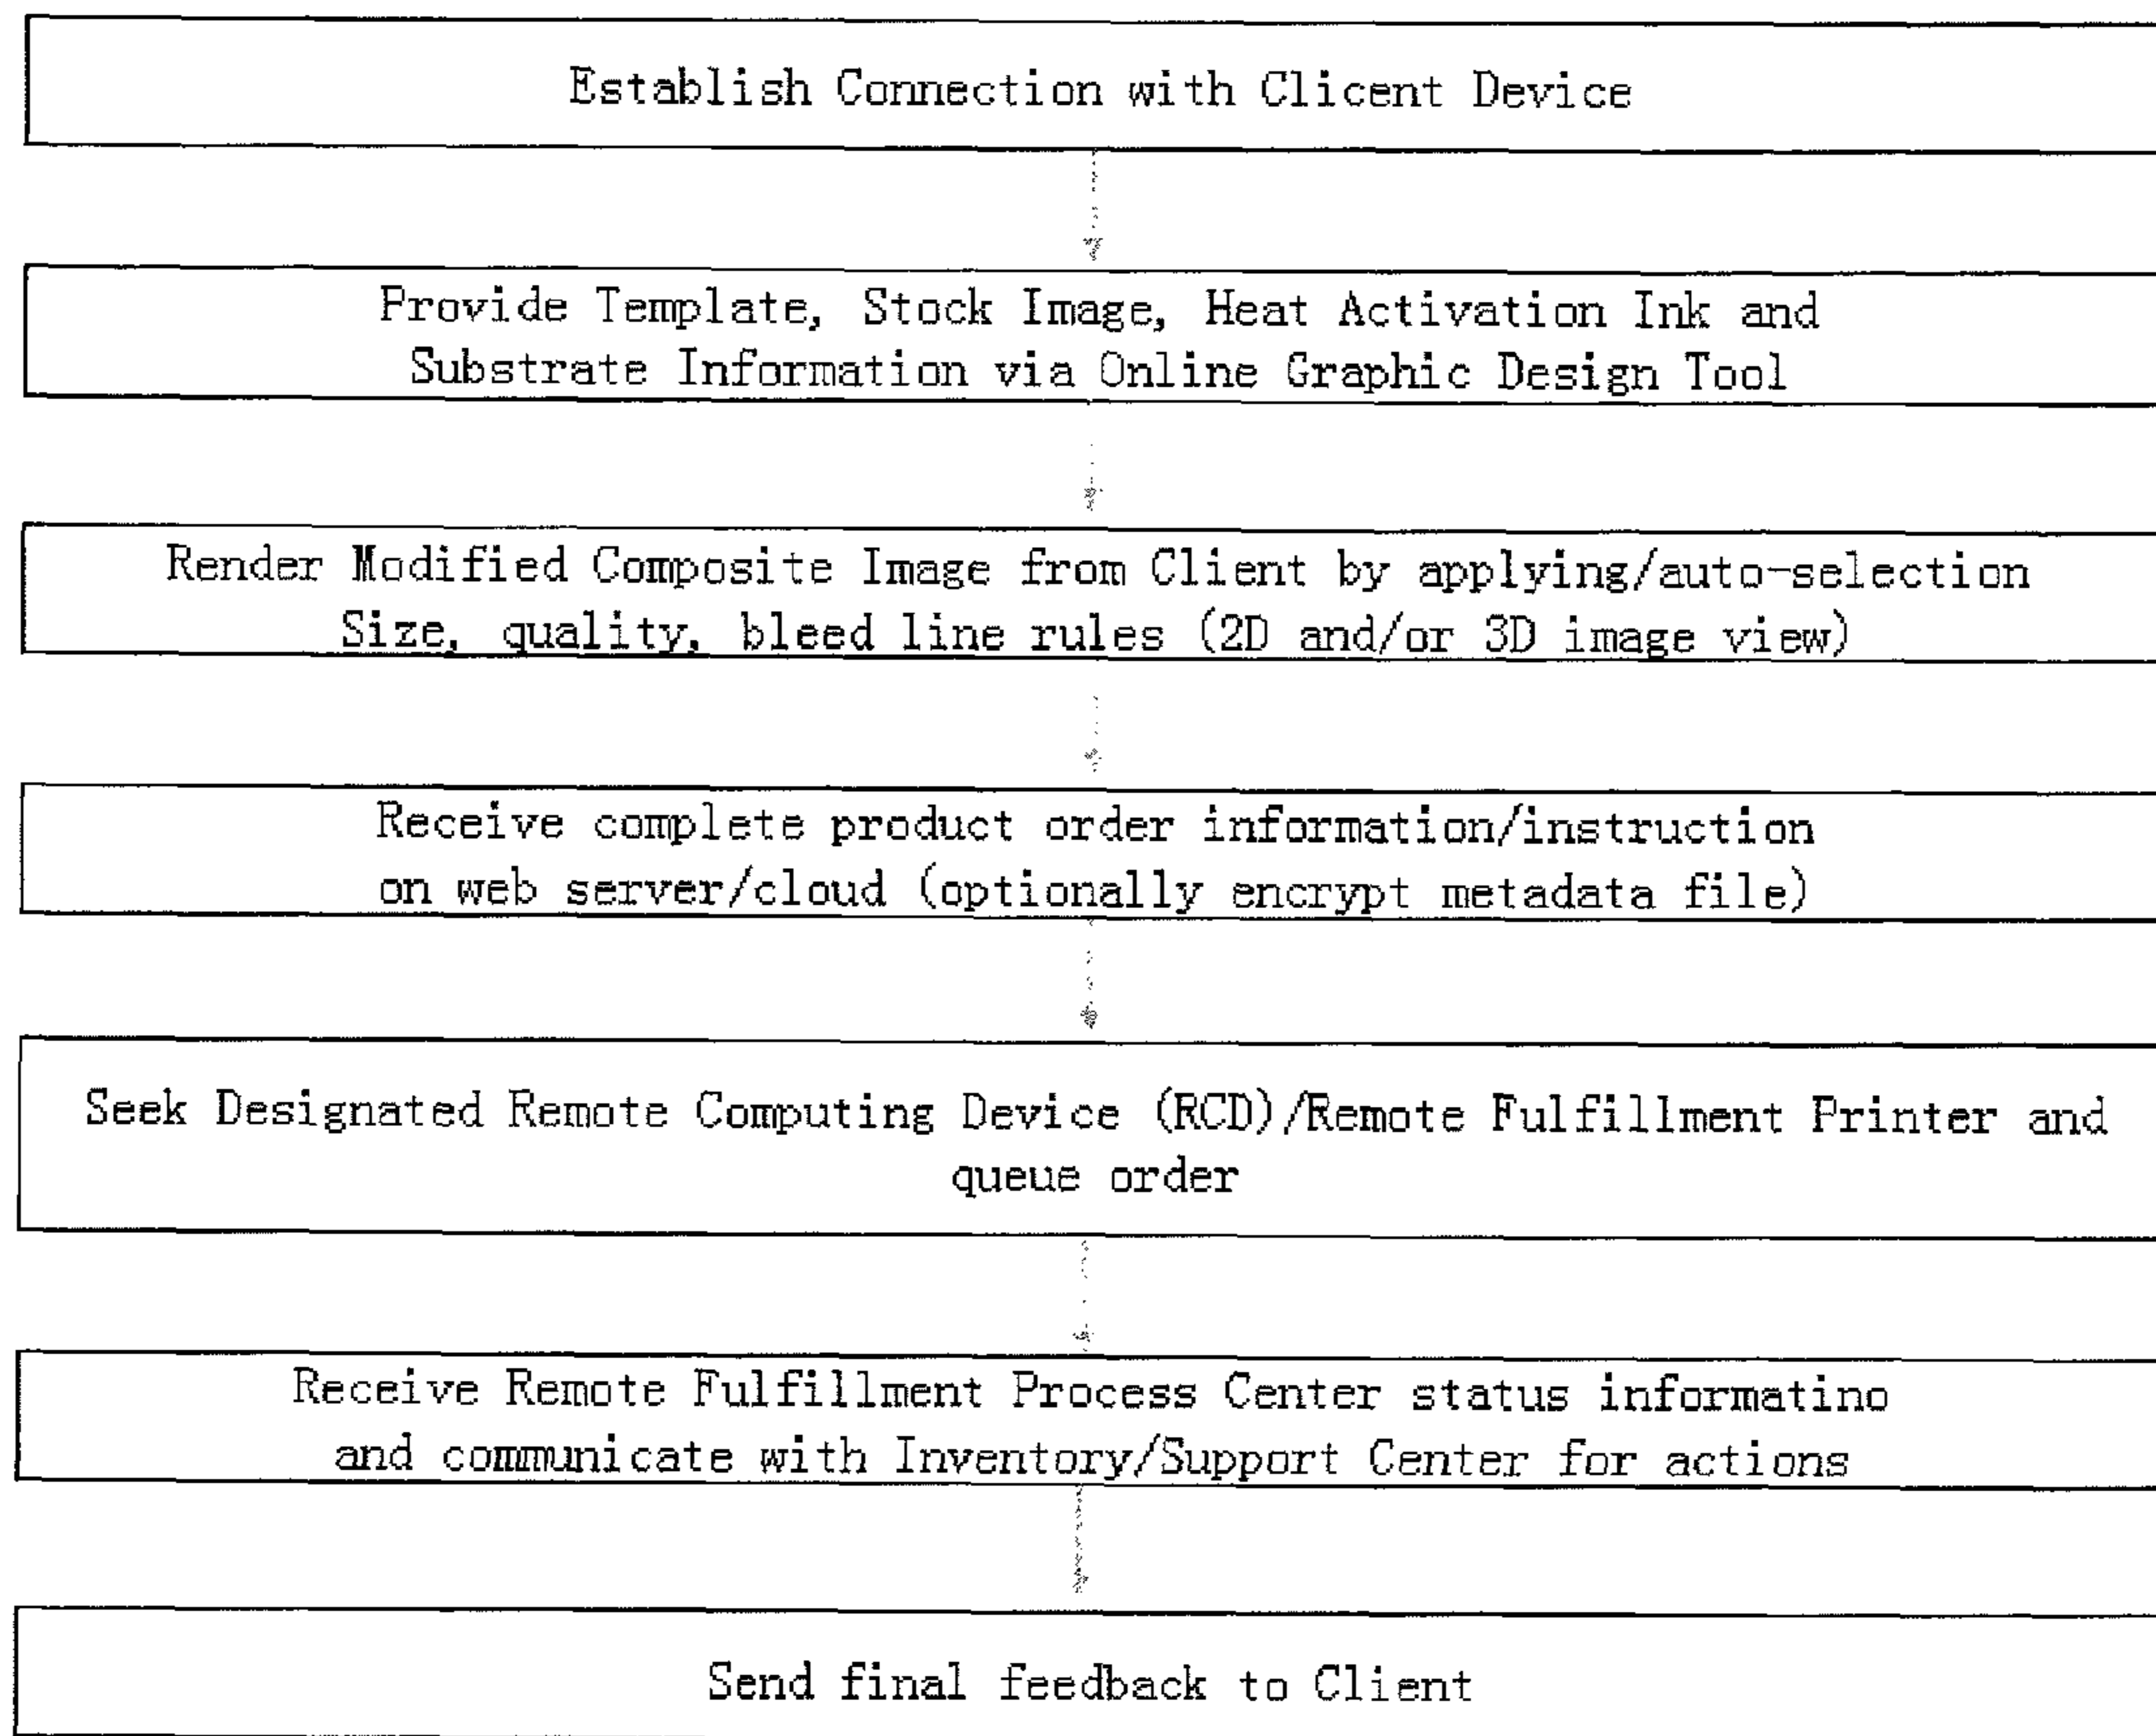 Establish Connection with Clicent Device
Provide Template, Stock Image, Heat Activation Ink and
Substrate Information via Online Graphic Design Tool
Render Modified Composite Image from Client by applying/auto-selection
Size, quality, bleed line rules (2D and/or 3D image view)
Receive complete product order information/instruction
on web server/cloud (optionally encrypt metadata file)
Seek Designated Remote Computing Device (RCD)/Remote Fulfillment Printer and
queue order
Receive Remote Fulfillment Process Center status informatino
and communicate with Inventory/Support Center for actions
Send final feedback to Client